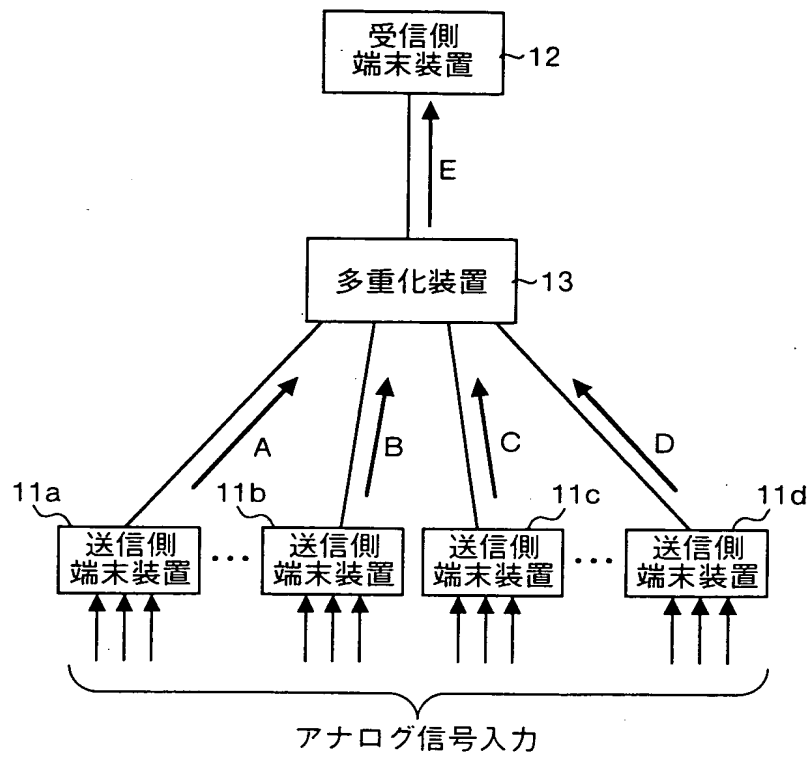 受信側
端末装置
12
E
多重化装置
13
A
B
C
D
11a
11b
11c
11d
送信側
端末装置
...
送信側
端末装置
送信側
端末装置
...
送信側
端末装置
アナログ信号入力